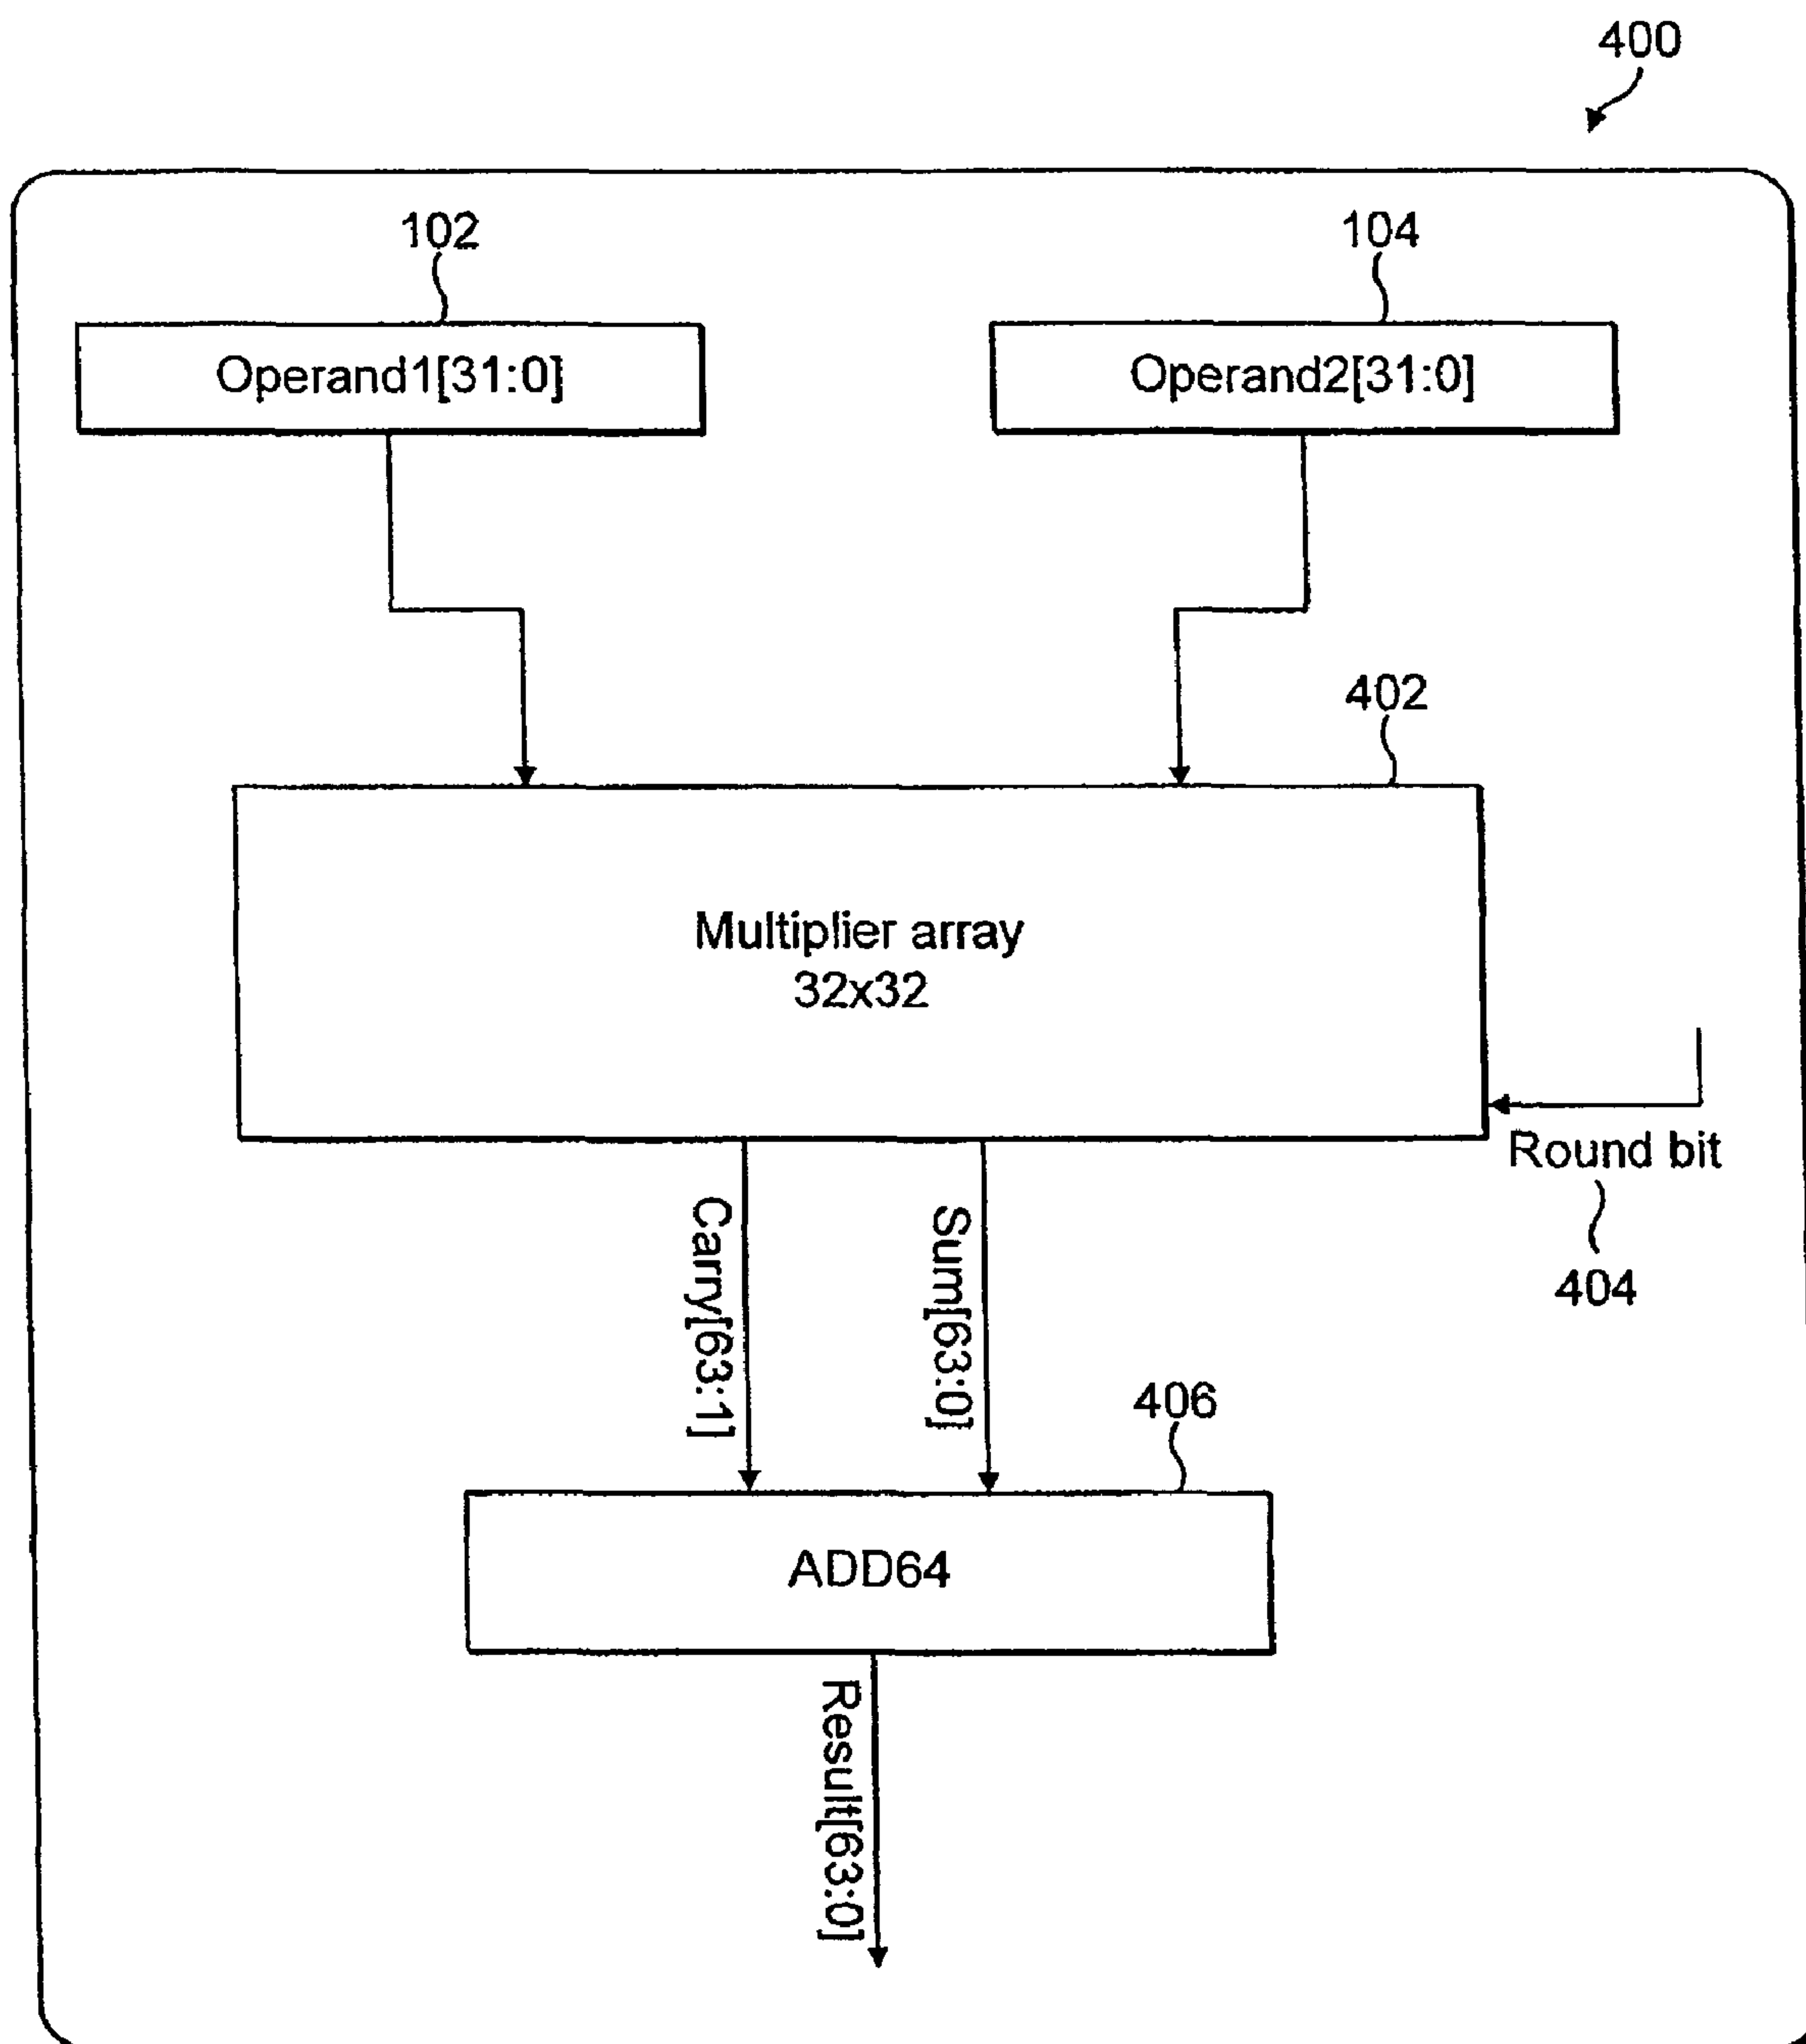 400
102
104
Operand1[31:0]
Operand2[31:0]
402
Multiplier array
32x32
Round bit
404
Carry[63:1]
Sum[63:0]
406
ADD64
Result[63:0]